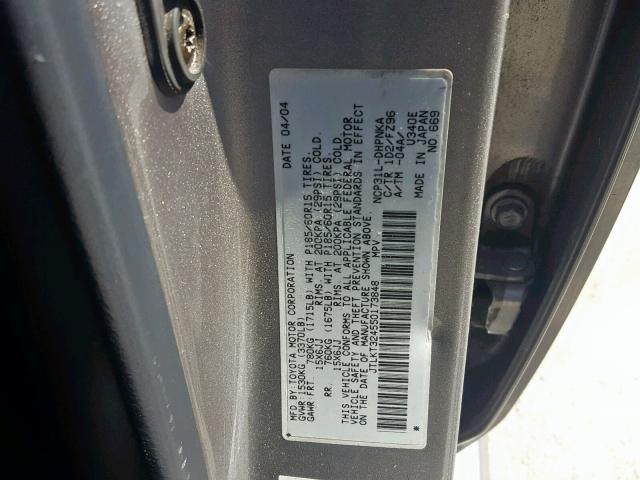 MFD.BY:TOYOTA MOTOR CORPORATION DATE 04/04
GVWR:1530KG (3370LB)
GAWR:FRT. 780KG (1715LB) WITH P185/60R15 TIRES,
15X6JJ RIMS, AT 200KPA (29PSI) COLD.
RR. 760KG (1675LB) WITH P185/60R15 TIRES,
15X6JJ RIMS, AT 200KPA (29PSI) COLD.
THIS VEHICLE CONFORMS TO ALL APPLICABLE FEDERAL MOTOR
VEHICLE SAFETY AND THEFT PREVENTION STANDARDS IN EFFECT
ON THE DATE OF MANUFACTURE SHOWN ABOVE.
* JTLKT324550173848 MPV *
NCP31L-DHPNKA
C/TR 1D2/FZ96
A/TM -04A/ U340E
MADE IN JAPAN
NO 669